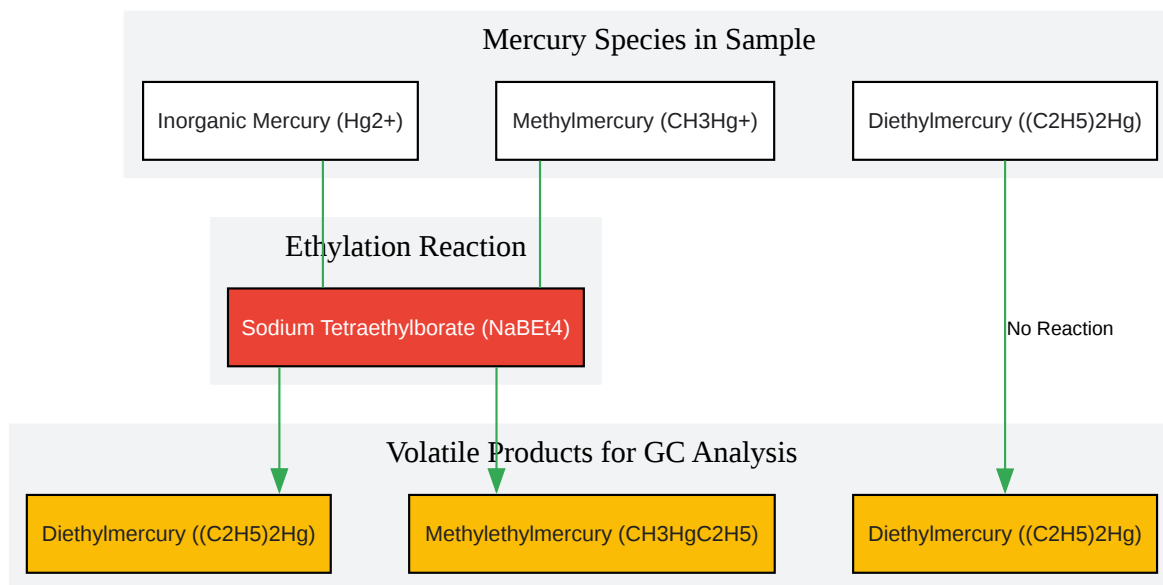 Mercury Species in Sample
Inorganic Mercury (Hg2+)
Methylmercury (CH3Hg+)
Diethylmercury ((C2H5)2Hg)
Ethylation Reaction
Sodium Tetraethylborate (NaBEt4)
No Reaction
Volatile Products for GC Analysis
Diethylmercury ((C2H5)2Hg)
Methylethylmercury (CH3HgC2H5)
Diethylmercury ((C2H5)2Hg)